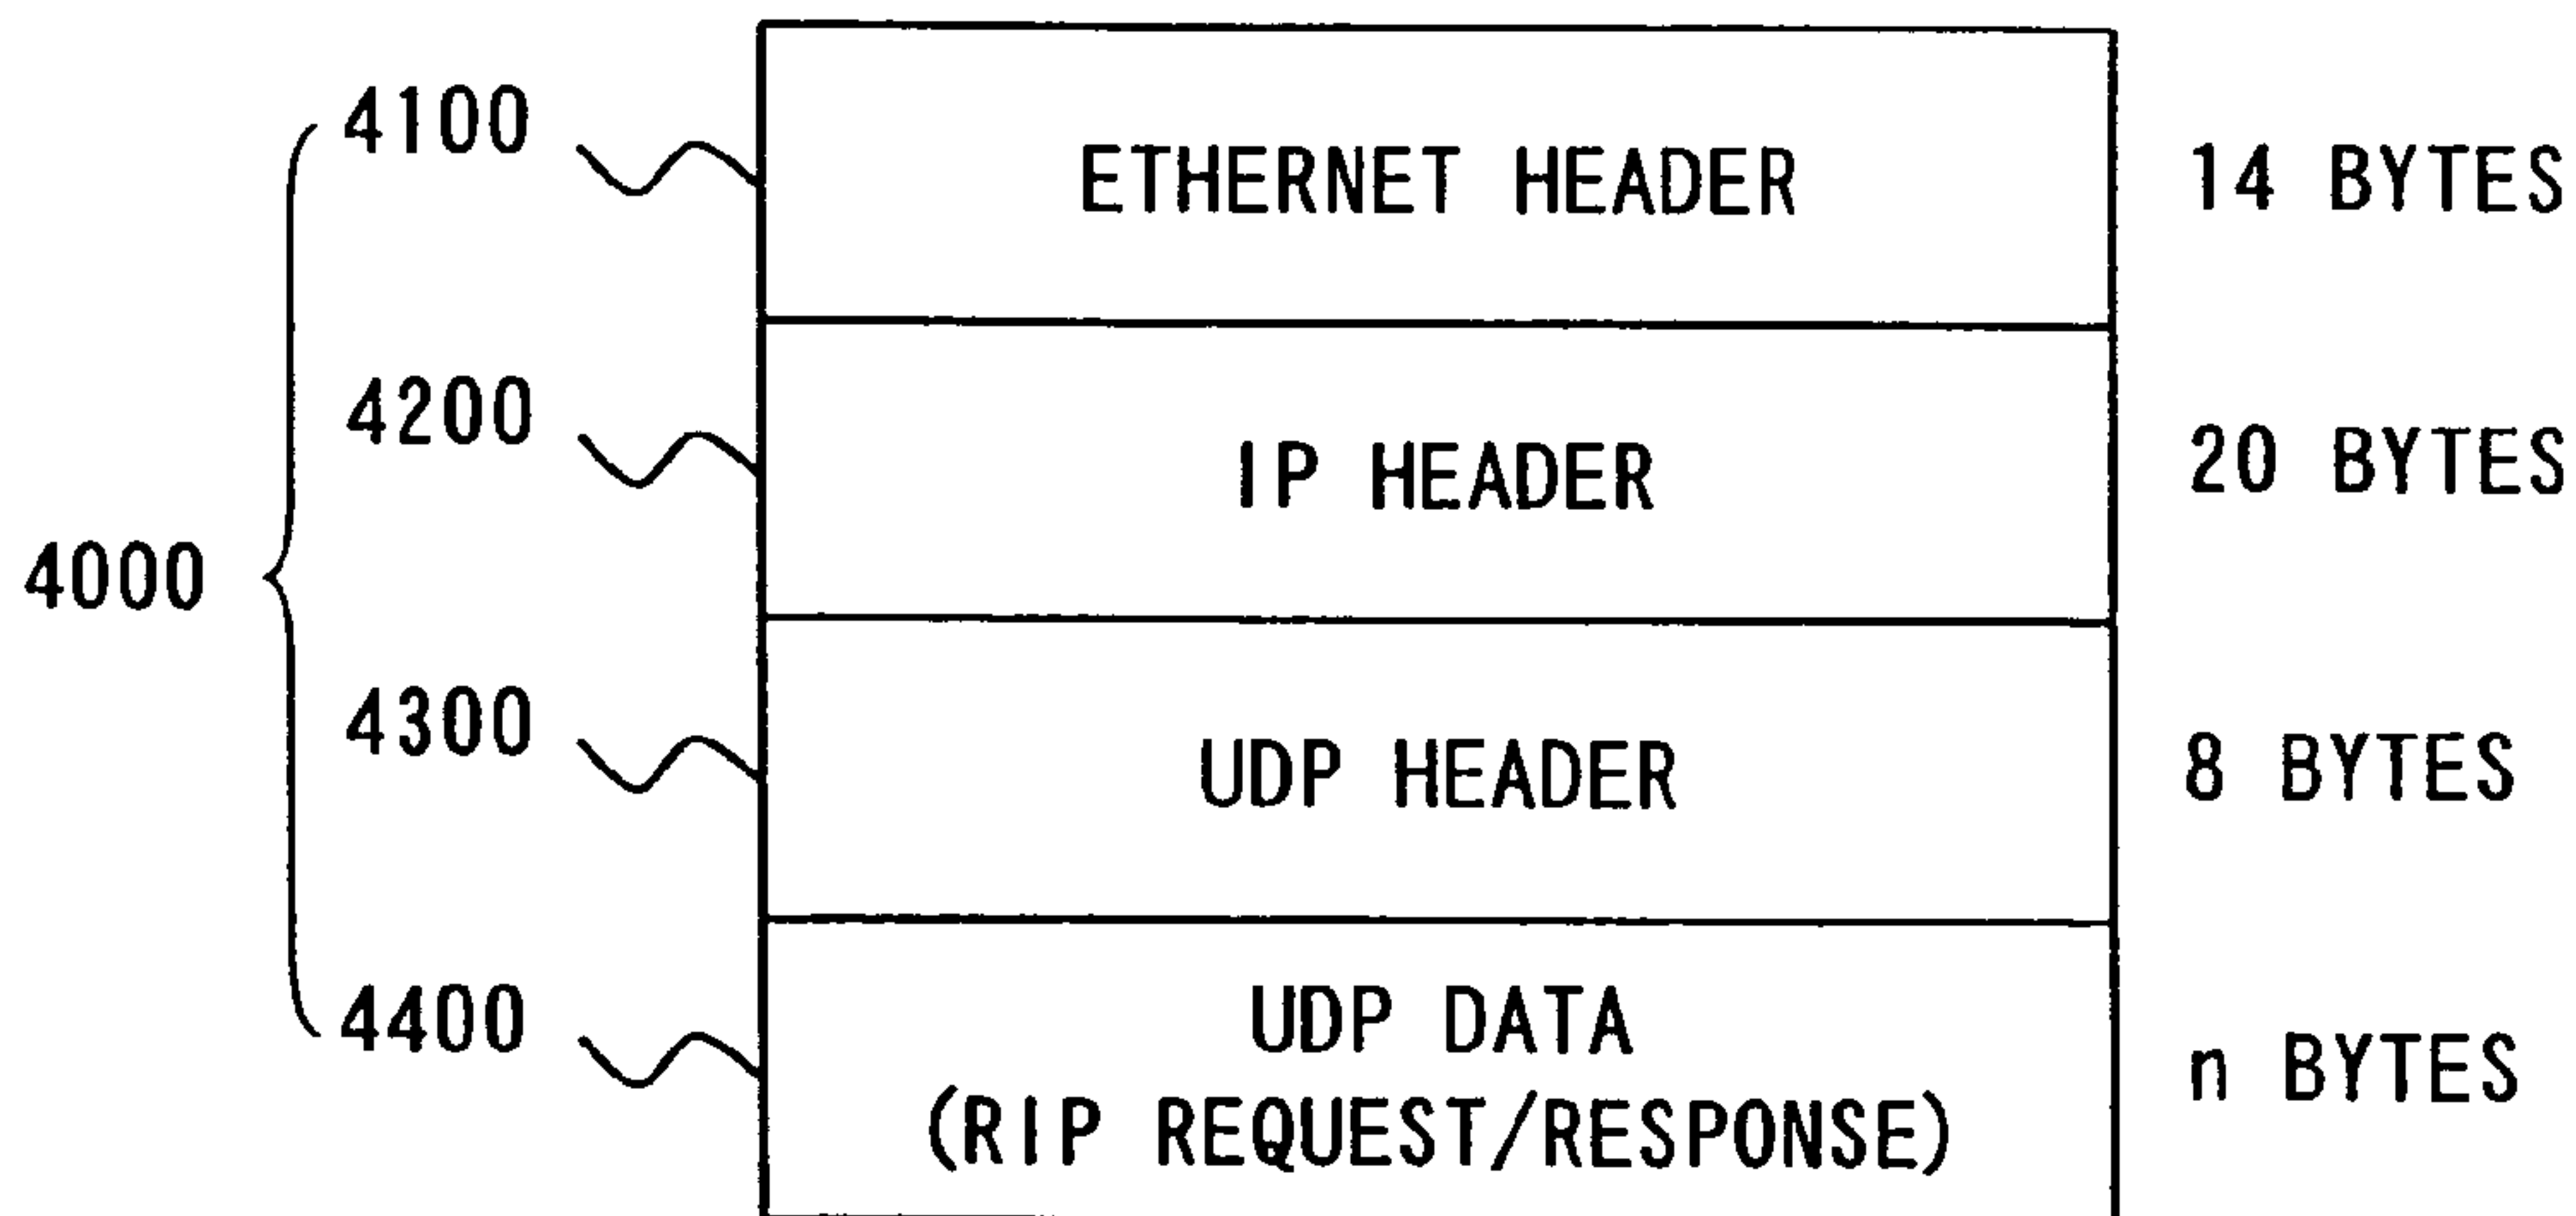 4100 ETHERNET HEADER 14 BYTES
4200 IP HEADER 20 BYTES
4000
4300 UDP HEADER 8 BYTES
4400 UDP DATA n BYTES
(RIP REQUEST/RESPONSE)